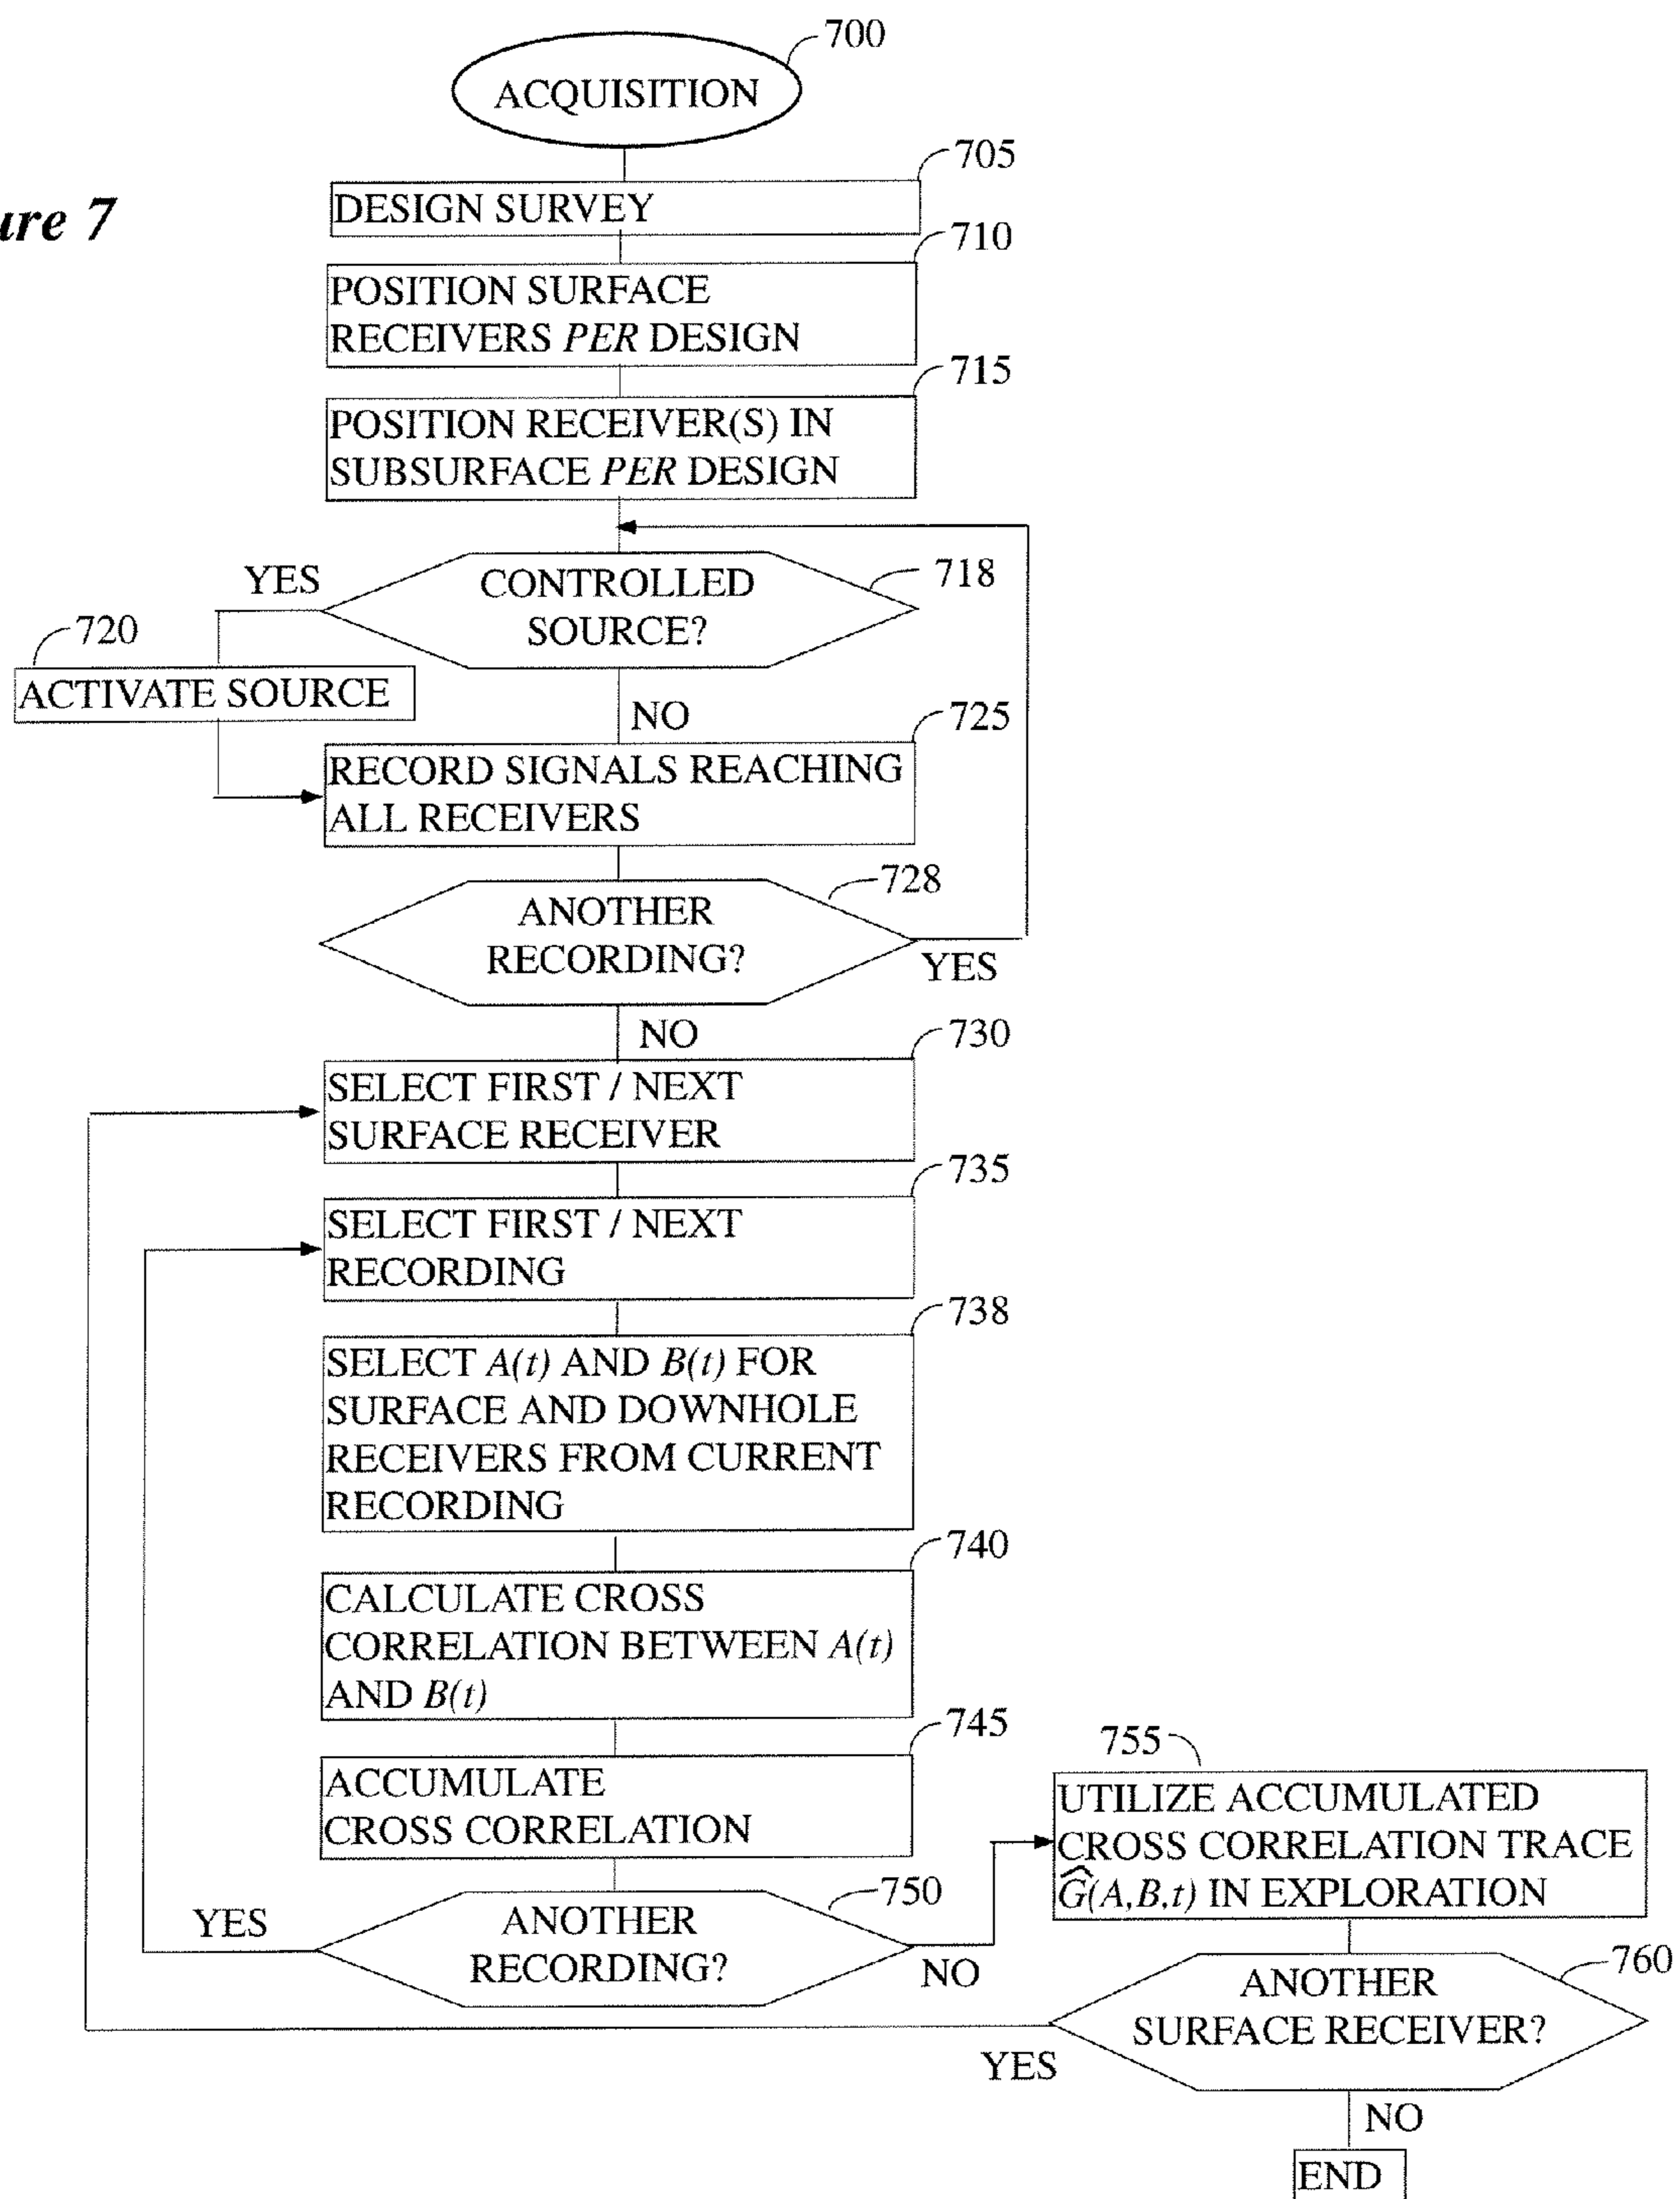 700
ACQUISITION
705
ure 7
DESIGN SURVEY
710
POSITION SURFACE
RECEIVERS PER DESIGN
715
POSITION RECEIVER(S) IN
SUBSURFACE PER DESIGN
YES
CONTROLLED
SOURCE?
718
720
ACTIVATE SOURCE
NO
725
RECORD SIGNALS REACHING
ALL RECEIVERS
728
ANOTHER
RECORDING?
YES
NO
730
SELECT FIRST / NEXT
SURFACE RECEIVER
735
SELECT FIRST / NEXT
RECORDING
738
SELECT A(t) AND B(t) FOR
SURFACE AND DOWNHOLE
RECEIVERS FROM CURRENT
RECORDING
740
CALCULATE CROSS
CORRELATION BETWEEN A(t)
AND B(t)
745
ACCUMULATE
CROSS CORRELATION
750
YES
ANOTHER
RECORDING?
NO
755
UTILIZE ACCUMULATED
CROSS CORRELATION TRACE
Ĝ(A,B,t) IN EXPLORATION
760
ANOTHER
SURFACE RECEIVER?
YES
NO
END